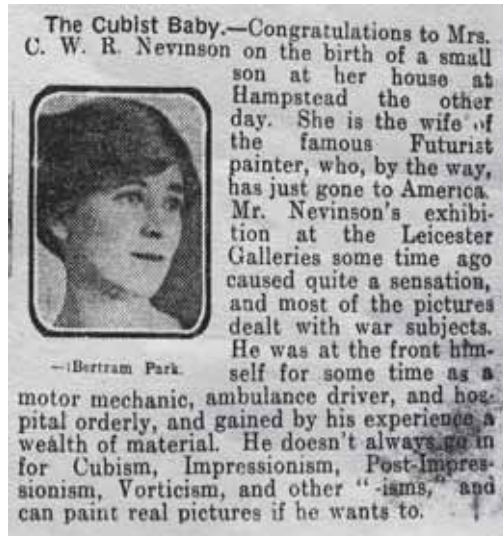 The Cubist Baby.—Congratulations to Mrs.
C. W. R. Nevinson on the birth of a small
son at her house at
Hampstead the other
day. She is the wife of
the famous Futurist
painter, who, by the way,
has just gone to America.
Mr. Nevinson's exhibi-
tion at the Leicester
Galleries some time ago
caused quite a sensation,
and most of the pictures
dealt with war subjects.
He was at the front him-
—:Bertram Park.
self for some time as a
motor mechanic, ambulance driver, and hos-
pital orderly, and gained by his experience a
wealth of material. He doesn't always go in
for Cubism, Impressionism, Post-Impres-
sionism, Vorticism, and other "-isms," and
can paint real pictures if he wants to.